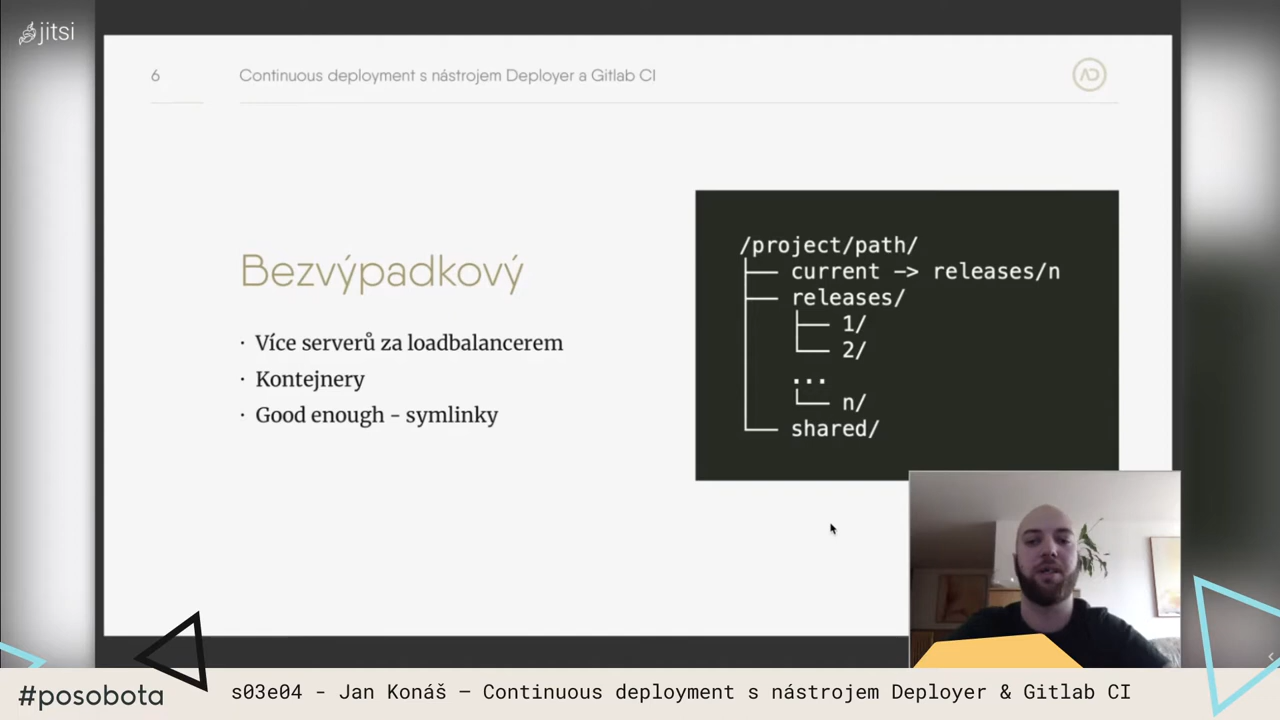 jitsi
6
Continuous deployment s nástrojem Deployer a Gitlab CI
Bezvýpadkový
· Více serverů za loadbalancerem
· Kontejnery
· Good enough - symlinky
/project/path/
├── current -> releases/n
├── releases/
│   ├── 1/
│   └── 2/
│   ...
│   └── n/
└── shared/
#posobota
s03e04 - Jan Konáš – Continuous deployment s nástrojem Deployer & Gitlab CI